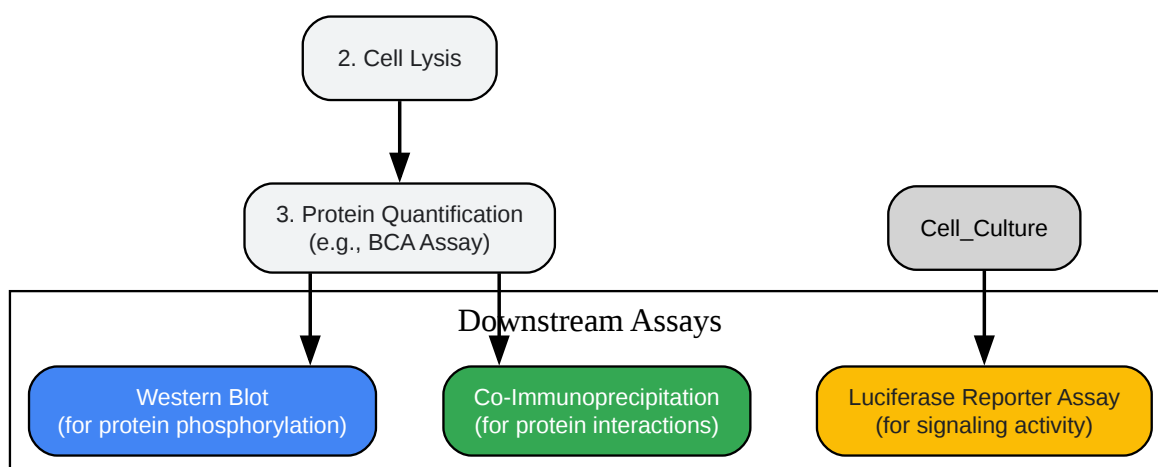 2. Cell Lysis
3. Protein Quantification
(e.g., BCA Assay)
Cell_Culture
Downstream Assays
Western Blot
(for protein phosphorylation)
Co-Immunoprecipitation
(for protein interactions)
Luciferase Reporter Assay
(for signaling activity)